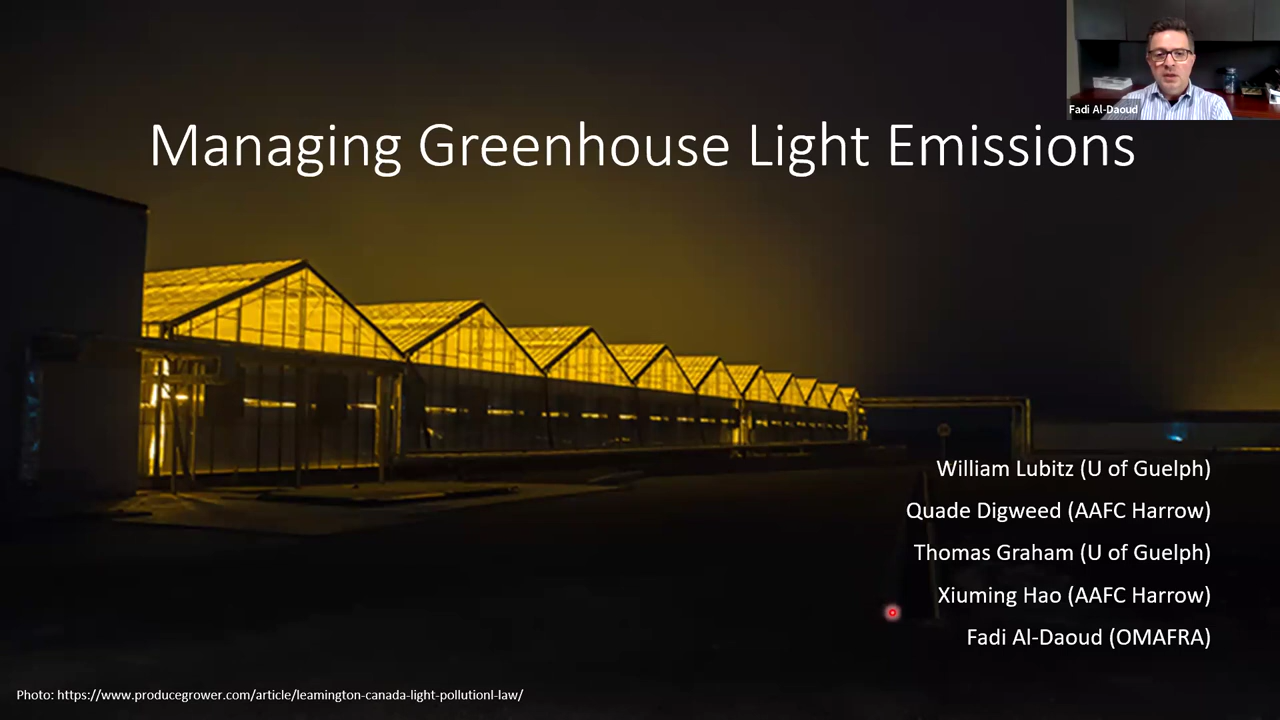 Fadi Al-Daoud
Managing Greenhouse Light Emissions
William Lubitz (U of Guelph)
Quade Digweed (AAFC Harrow)
Thomas Graham (U of Guelph)
Xiuming Hao (AAFC Harrow)
Fadi Al-Daoud (OMAFRA)
Photo: https://www.producegrower.com/article/leamington-canada-light-pollutionl-law/